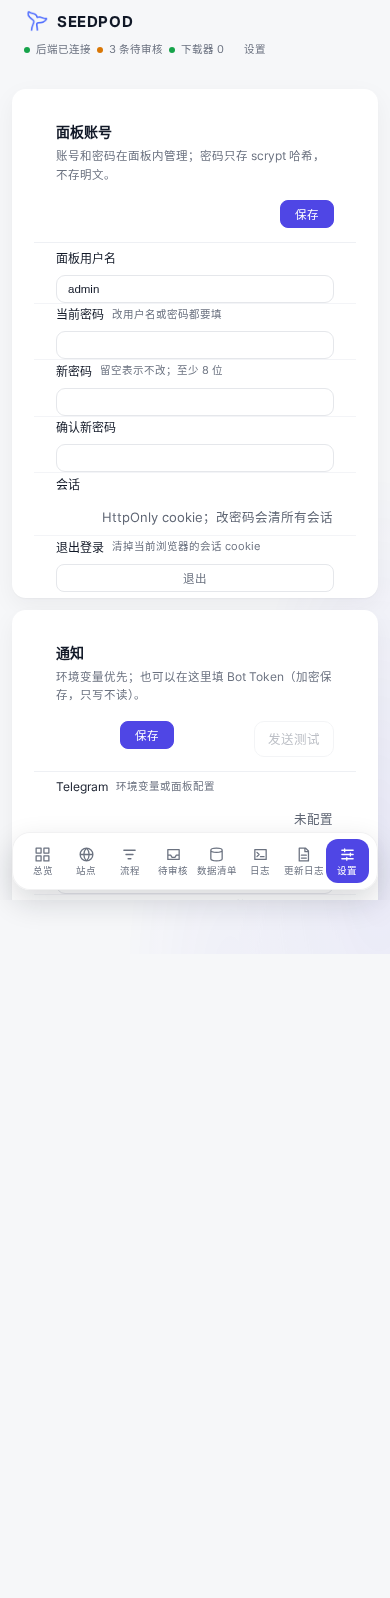 SEEDPOD
后端已连接 3 条待审核 下载器 0 设置
面板账号
账号和密码在面板内管理；密码只存 scrypt 哈希，
不存明文。
保存
面板用户名
admin
当前密码 改用户名或密码都要填
新密码 留空表示不改；至少 8 位
确认新密码
会话
HttpOnly cookie；改密码会清所有会话
退出登录 清掉当前浏览器的会话 cookie
退出
通知
环境变量优先；也可以在这里填 Bot Token（加密保
存，只写不读）。
保存 发送测试
Telegram 环境变量或面板配置
未配置
总览 站点 流程 待审核 数据清单 日志 更新日志 设置